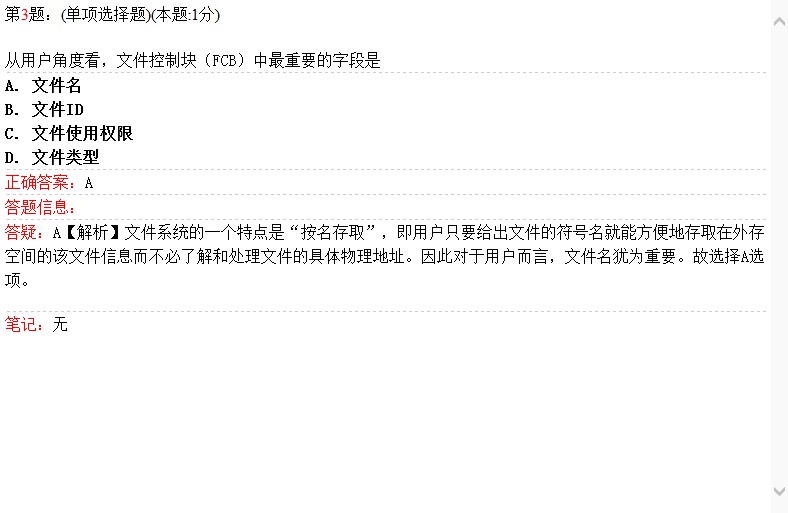 第3题：(单项选择题)(本题:1分)
从用户角度看，文件控制块（FCB）中最重要的字段是
A. 文件名
B. 文件ID
C. 文件使用权限
D. 文件类型
正确答案：A
答题信息：
答疑：A【解析】文件系统的一个特点是“按名存取”，即用户只要给出文件的符号名就能方便地存取在外存
空间的该文件信息而不必了解和处理文件的具体物理地址。因此对于用户而言，文件名犹为重要。故选择A选
项。
笔记：无